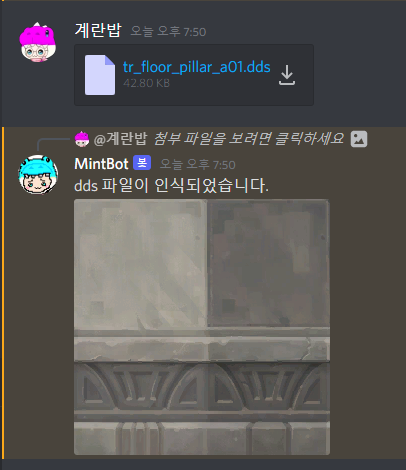 계란밥 오늘 오후 7:50
tr_floor_pillar_a01.dds
42.80 KB
@계란밥 첨부 파일을 보려면 클릭하세요
MintBot 봇 오늘 오후 7:50
dds 파일이 인식되었습니다.